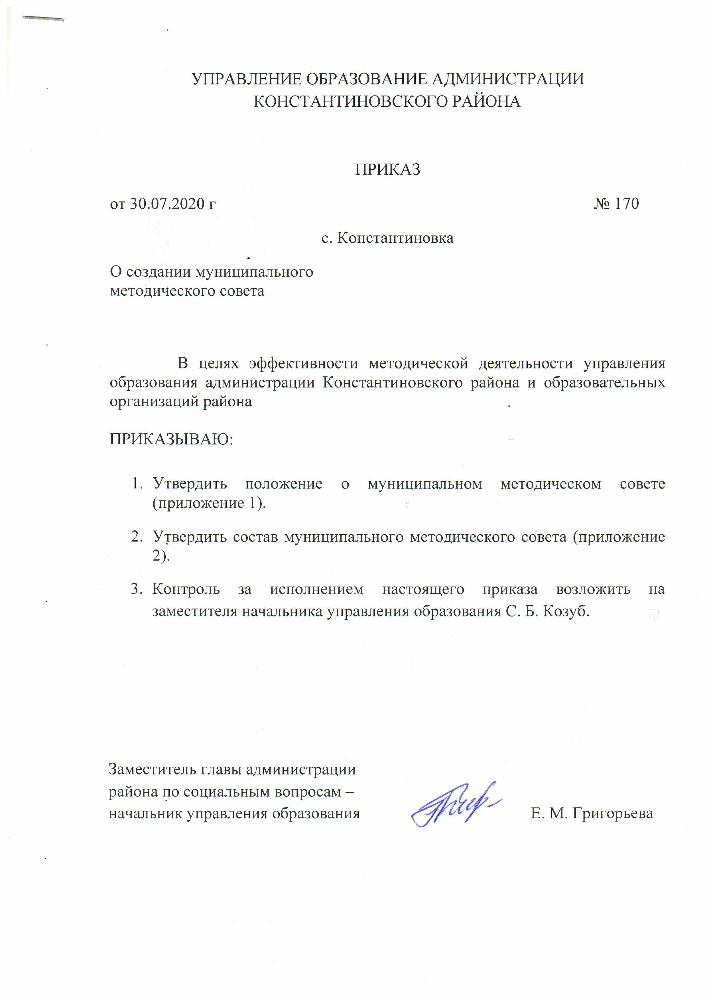 УПРАВЛЕНИЕ ОБРАЗОВАНИЕ АДМИНИСТРАЦИИ
КОНСТАНТИНОВСКОГО РАЙОНА
ПРИКАЗ
от 30.07.2020 г № 170
с. Константиновка
О создании муниципального
методического совета
В целях эффективности методической деятельности управления
образования администрации Константиновского района и образовательных
организаций района
ПРИКАЗЫВАЮ:
1. Утвердить положение о муниципальном методическом совете
(приложение 1).
2. Утвердить состав муниципального методического совета (приложение
2).
3. Контроль за исполнением настоящего приказа возложить на
заместителя начальника управления образования С. Б. Козуб.
Заместитель главы администрации
района по социальным вопросам –
начальник управления образования Е. М. Григорьева